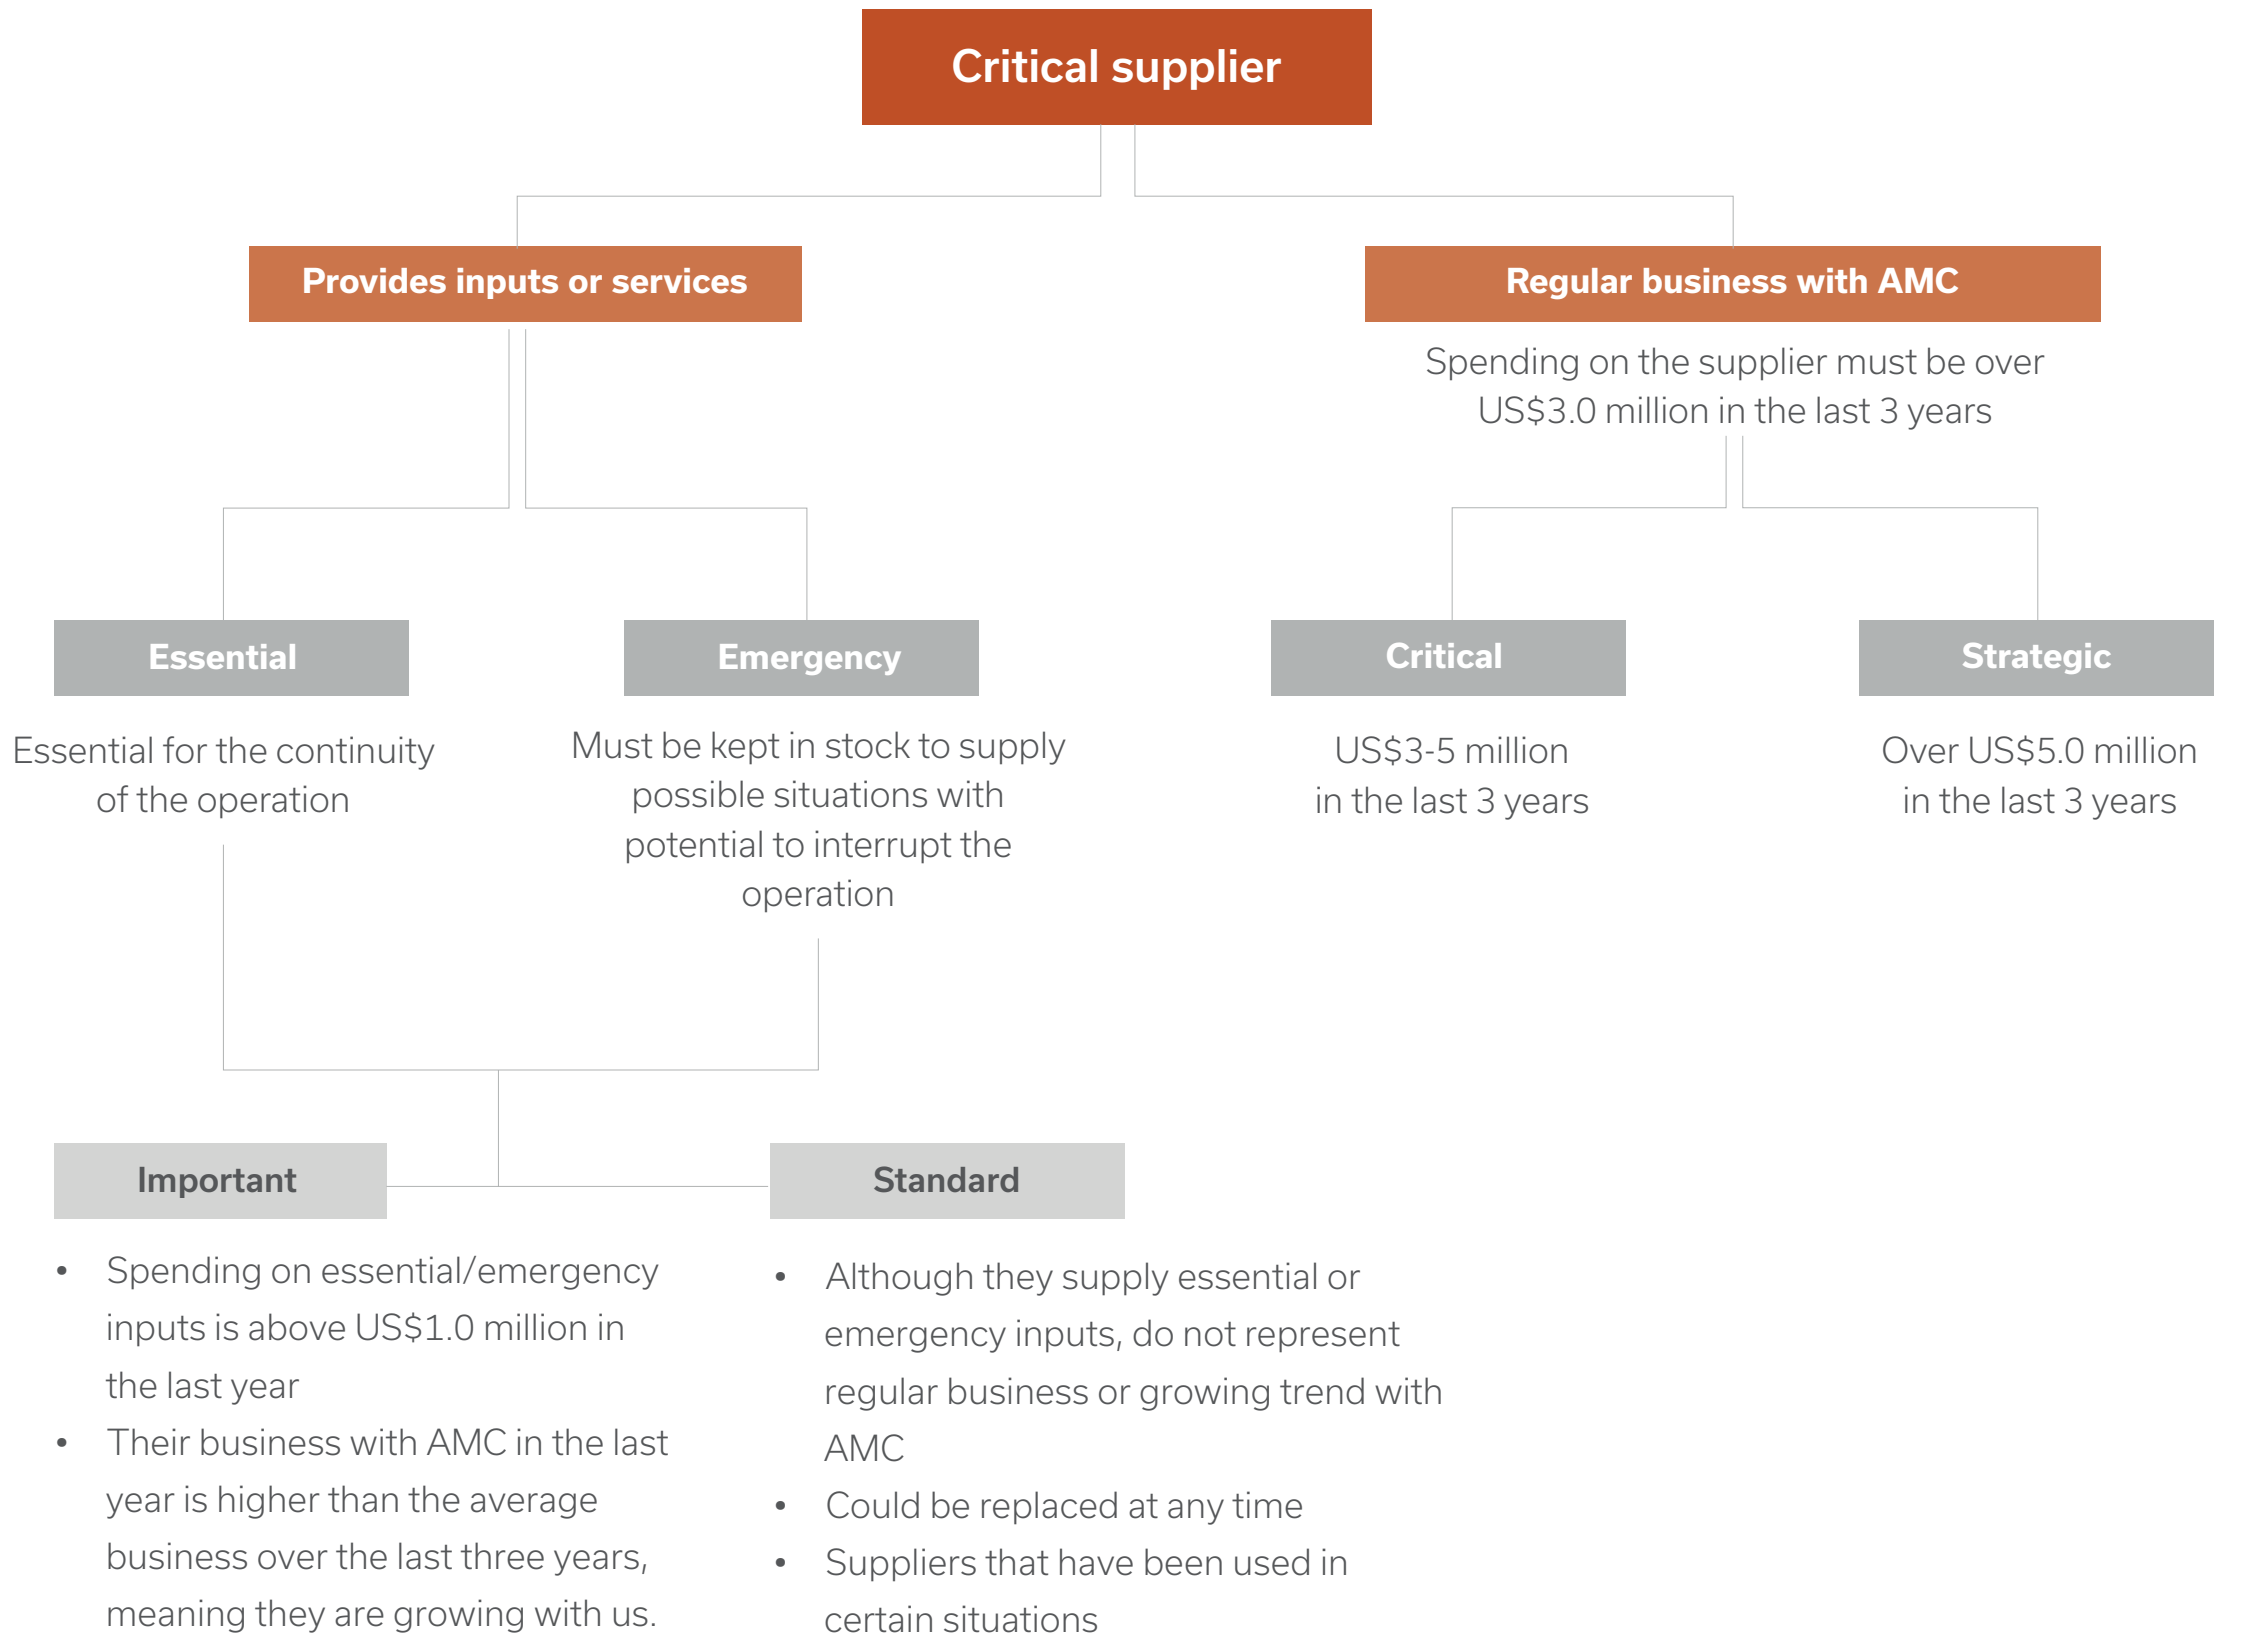 Critical supplier
Provides inputs or services
Regular business with AMC
Spending on the supplier must be over
US$3.0 million in the last 3 years
Essential
Emergency
Critical
Strategic
Essential for the continuity
of the operation
Must be kept in stock to supply
possible situations with
potential to interrupt the
operation
US$3-5 million
in the last 3 years
Over US$5.0 million
in the last 3 years
Important
Standard
• Spending on essential/emergency
inputs is above US$1.0 million in
the last year
• Their business with AMC in the last
year is higher than the average
business over the last three years,
meaning they are growing with us.
• Although they supply essential or
emergency inputs, do not represent
regular business or growing trend with
AMC
• Could be replaced at any time
• Suppliers that have been used in
certain situations